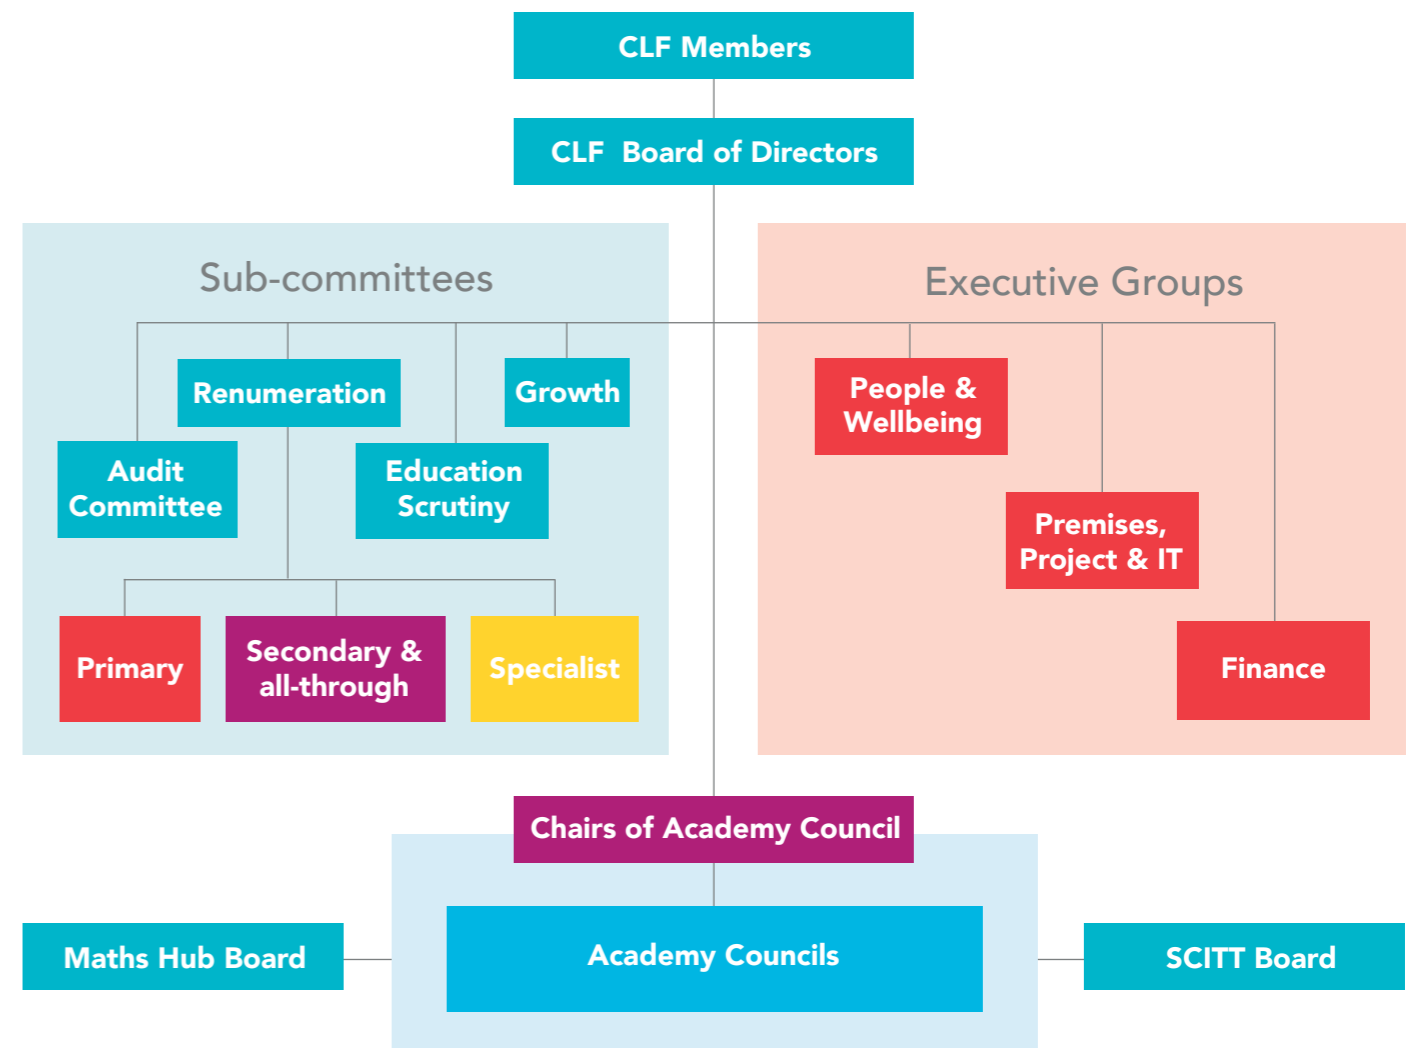 CLF Members
CLF Board of Directors
Sub-committees
Executive Groups
Renumeration
Growth
Audit
Committee
Education
Scrutiny
People &
Wellbeing
Premises,
Project & IT
Finance
Primary
Secondary &
all-through
Specialist
Chairs of Academy Council
Maths Hub Board
Academy Councils
SCITT Board